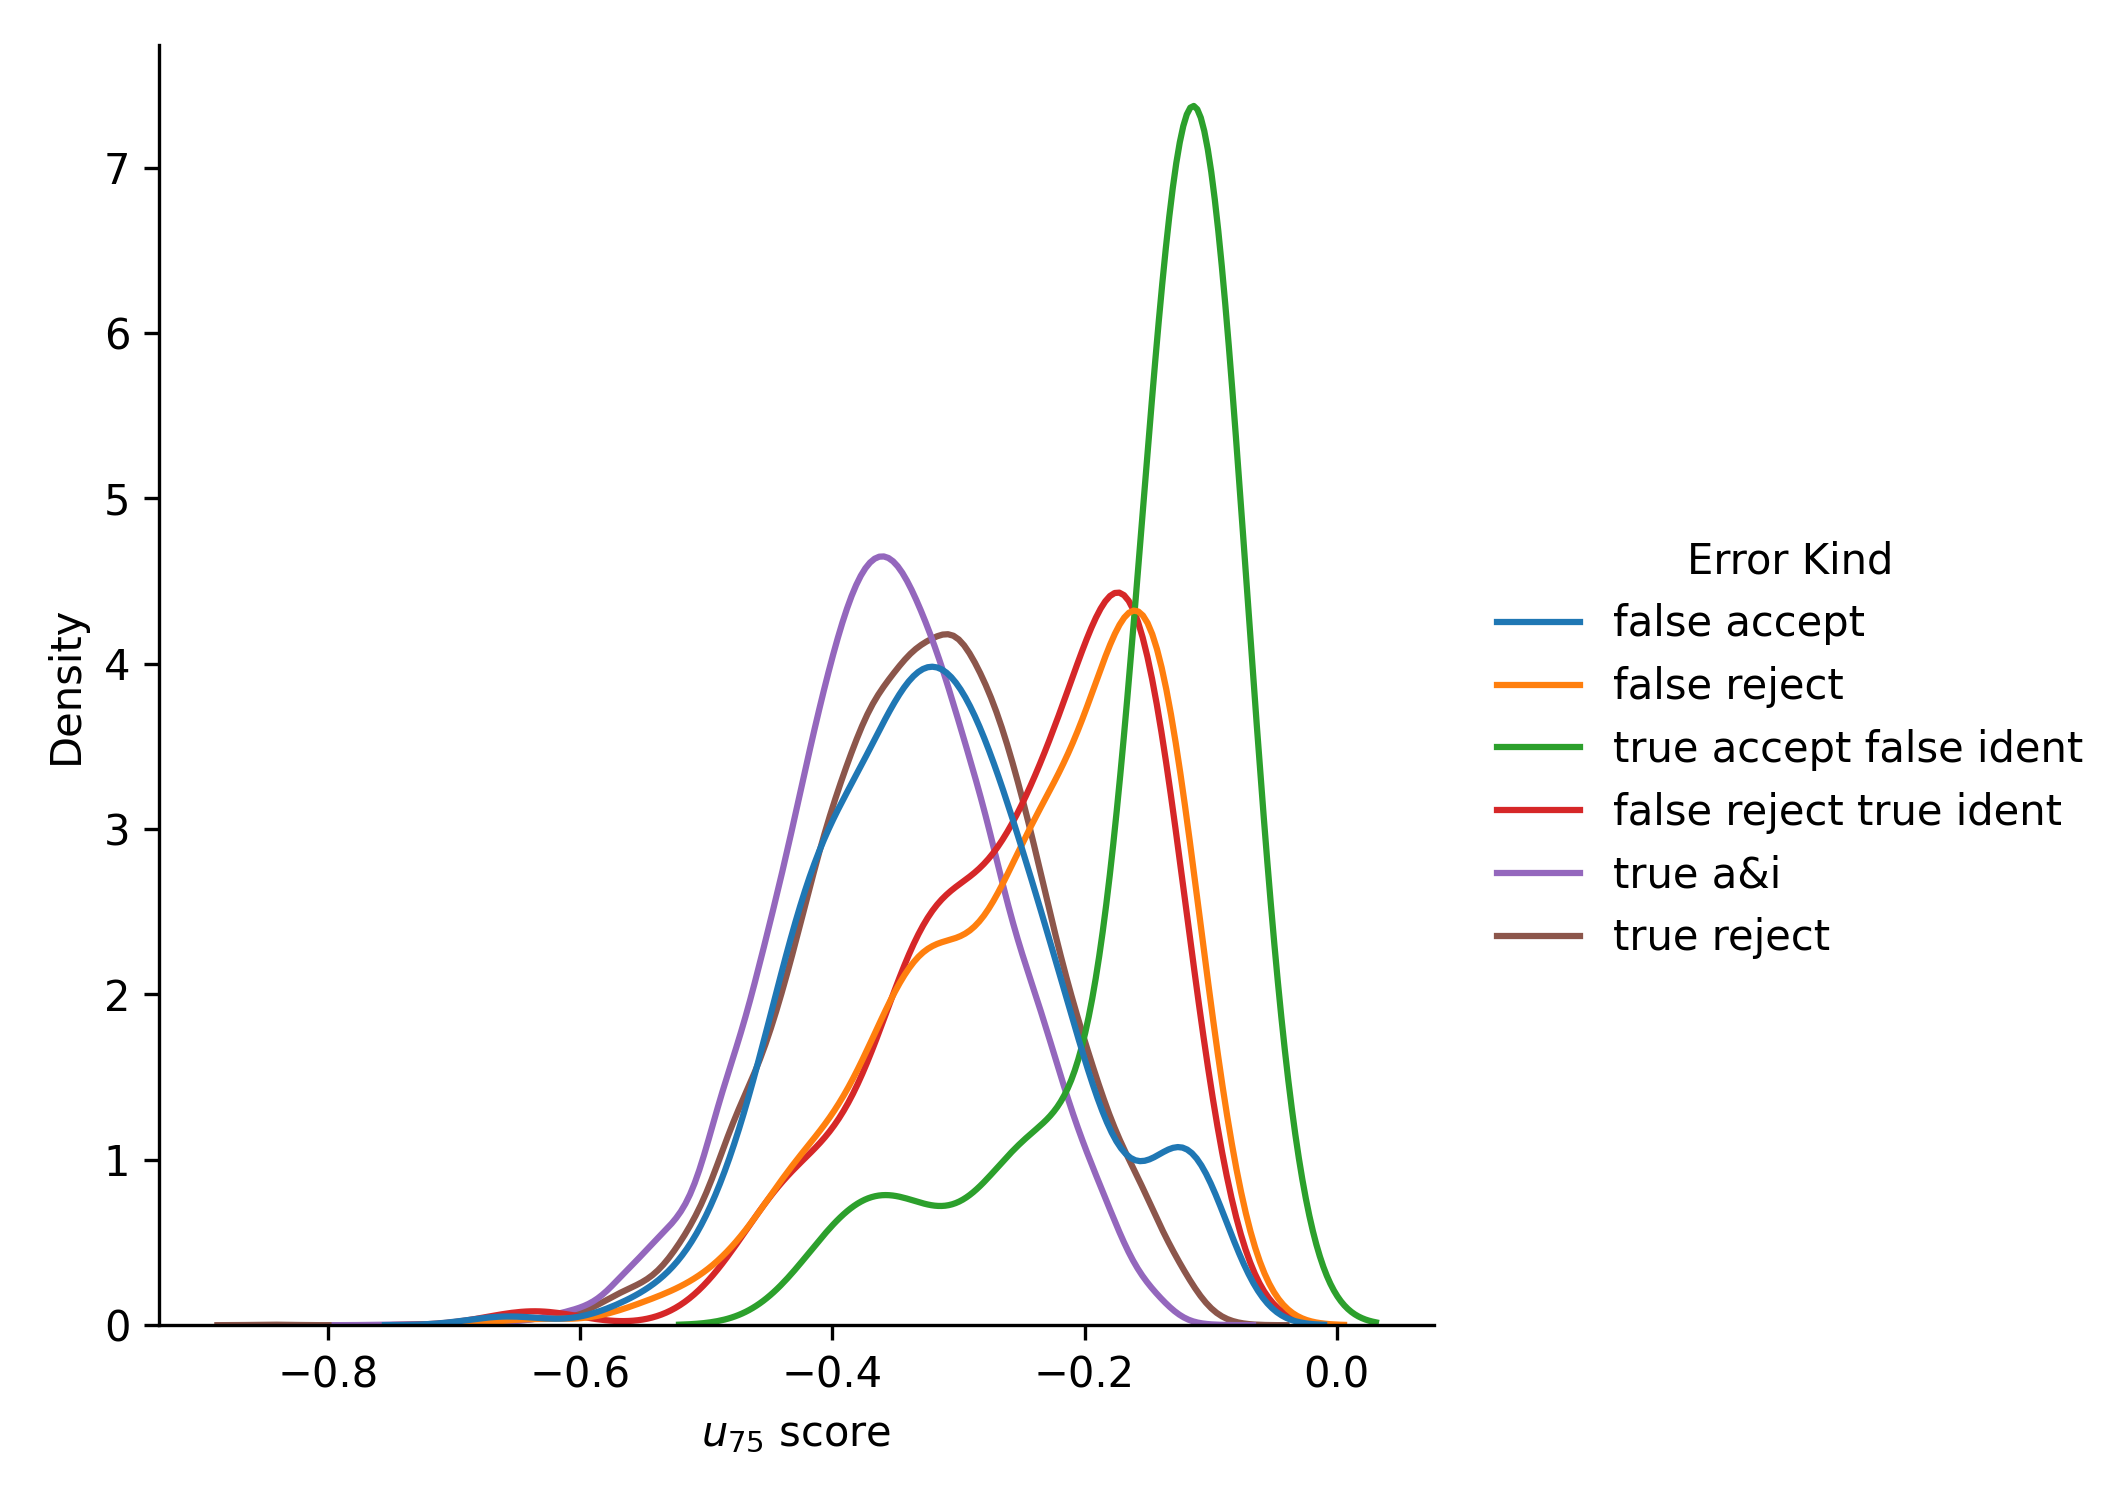 7
6
5
4
3
2
1
0
Density
−0.8
−0.6
−0.4
−0.2
0.0
u75 score
Error Kind
false accept
false reject
true accept false ident
false reject true ident
true a&i
true reject